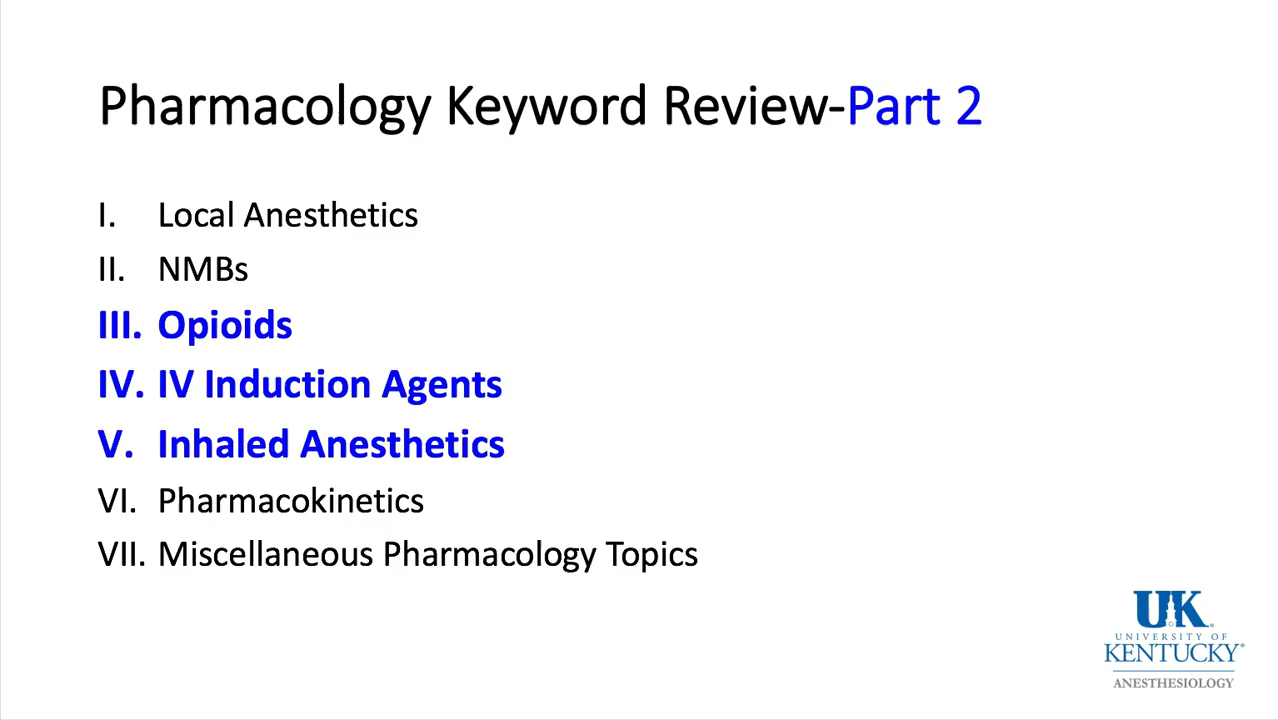 Pharmacology Keyword Review-Part 2
I. Local Anesthetics
II. NMBs
III. Opioids
IV. IV Induction Agents
V. Inhaled Anesthetics
VI. Pharmacokinetics
VII. Miscellaneous Pharmacology Topics
UK
UNIVERSITY OF
KENTUCKY
ANESTHESIOLOGY